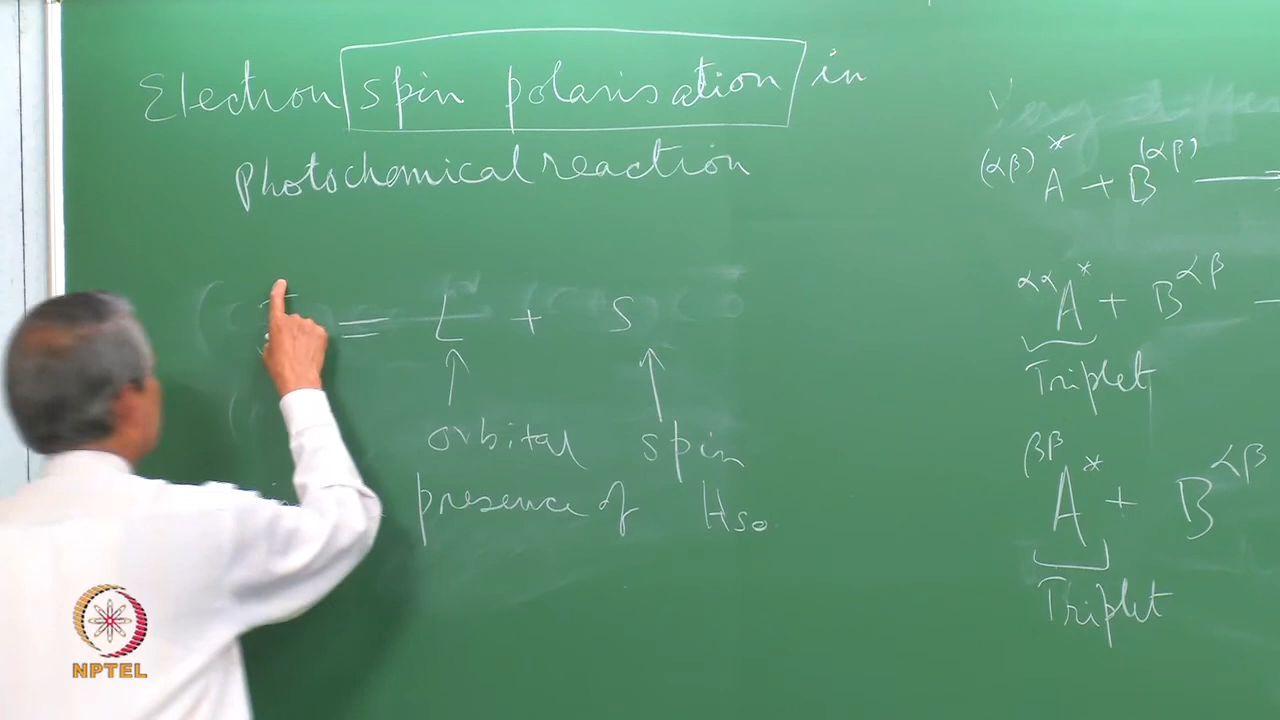 Electron spin polarisation in
photochemical reaction
= L + S
orbital spin
presence of Hso
(αβ) A* + B (αβ) →
αα A* + B αβ
Triplet
ββ A* + B αβ
Triplet
NPTEL